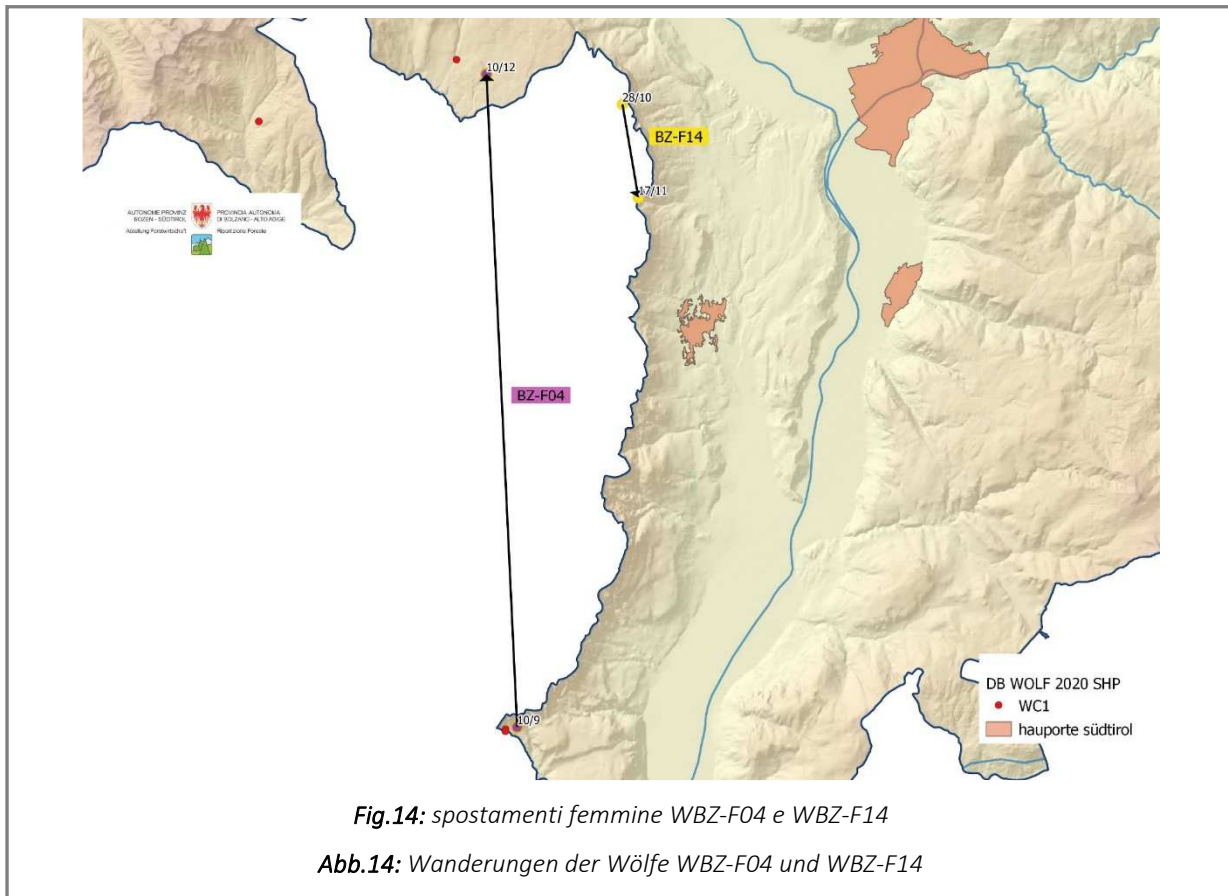 10/12
28/10
BZ-F14
17/11
AUTONOME PROVINZ
BOZEN - SÜDTIROL
PROVINCIA AUTONOMA
DI BOLZANO - ALTO ADIGE
Abteilung Forstwirtschaft
Ripartizione Foreste
BZ-F04
10/9
DB WOLF 2020 SHP
WC1
hauporte südtirol
Fig.14: spostamenti femmine WBZ-F04 e WBZ-F14
Abb.14: Wanderungen der Wölfe WBZ-F04 und WBZ-F14